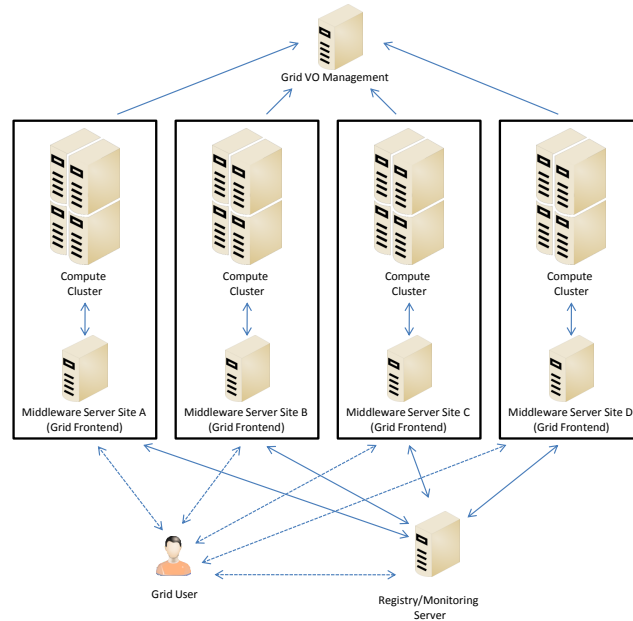 Grid VO Management
Compute
Cluster
Compute
Cluster
Compute
Cluster
Compute
Cluster
Middleware Server Site A
(Grid Frontend)
Middleware Server Site B
(Grid Frontend)
Middleware Server Site C
(Grid Frontend)
Middleware Server Site D
(Grid Frontend)
Grid User
Registry/Monitoring
Server